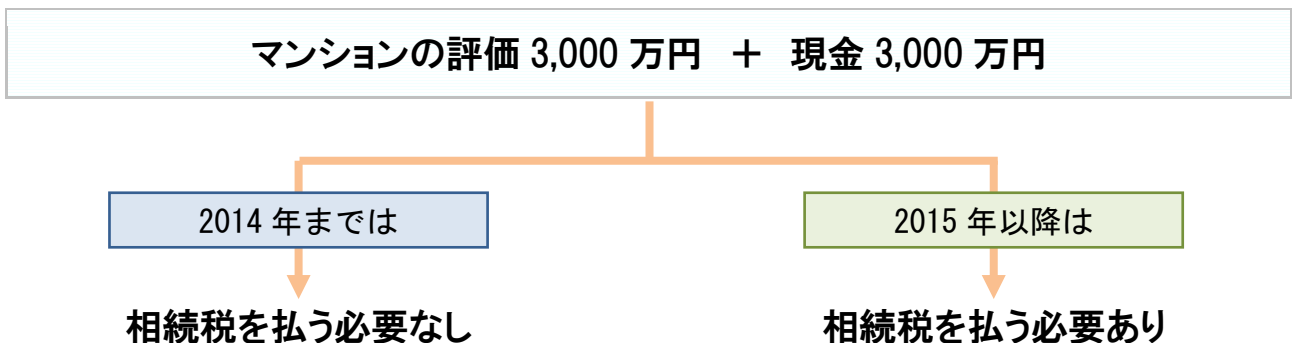 マンションの評価 3,000 万円 ＋ 現金 3,000 万円
2014 年までは
2015 年以降は
相続税を払う必要なし
相続税を払う必要あり